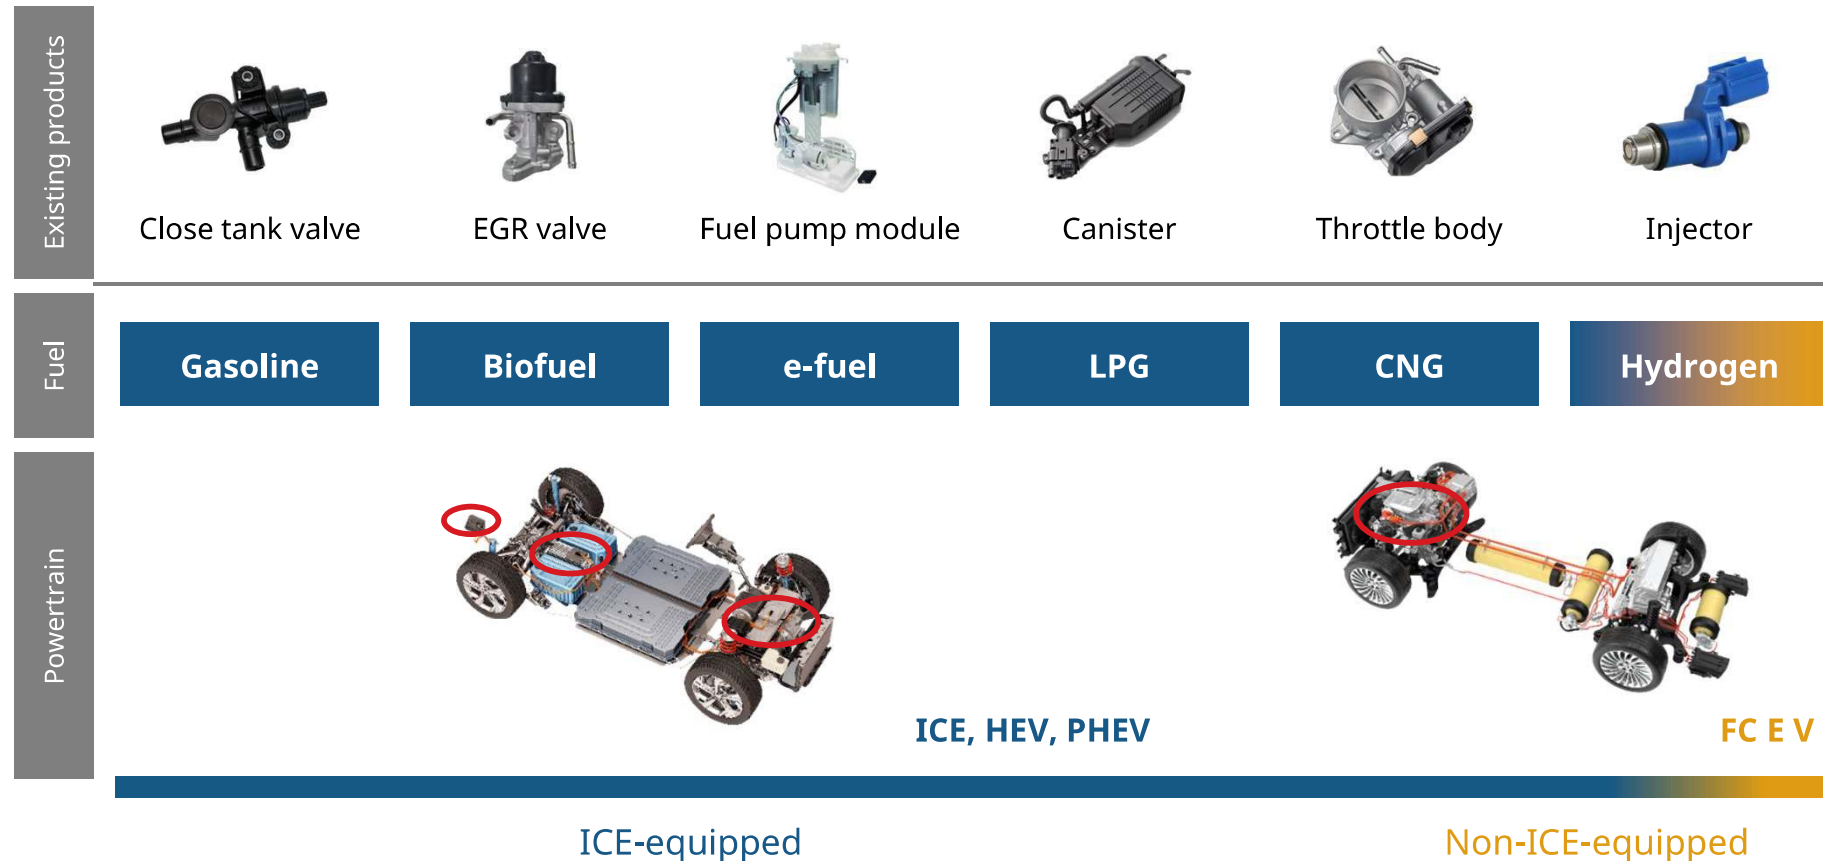 Existing products
Close tank valve
EGR valve
Fuel pump module
Canister
Throttle body
Injector
Fuel
Gasoline
Biofuel
e-fuel
LPG
CNG
Hydrogen
Powertrain
ICE, HEV, PHEV
FC E V
ICE-equipped
Non-ICE-equipped